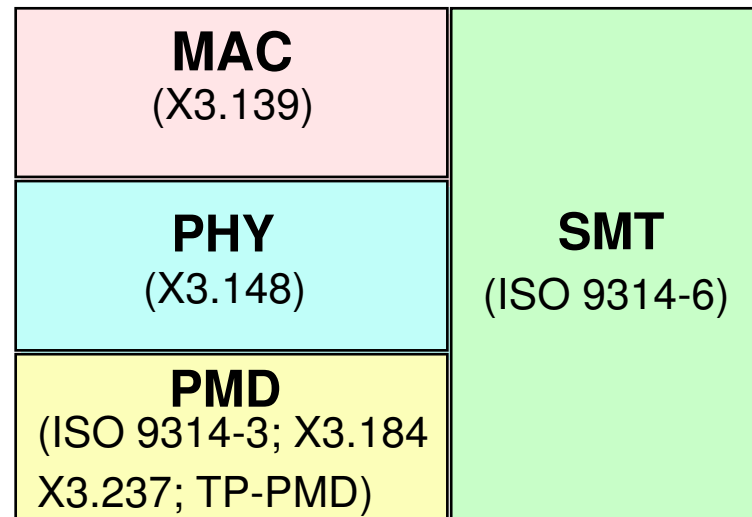 MAC
(X3.139)
PHY
(X3.148)
PMD
(ISO 9314-3; X3.184
X3.237; TP-PMD)
SMT
(ISO 9314-6)